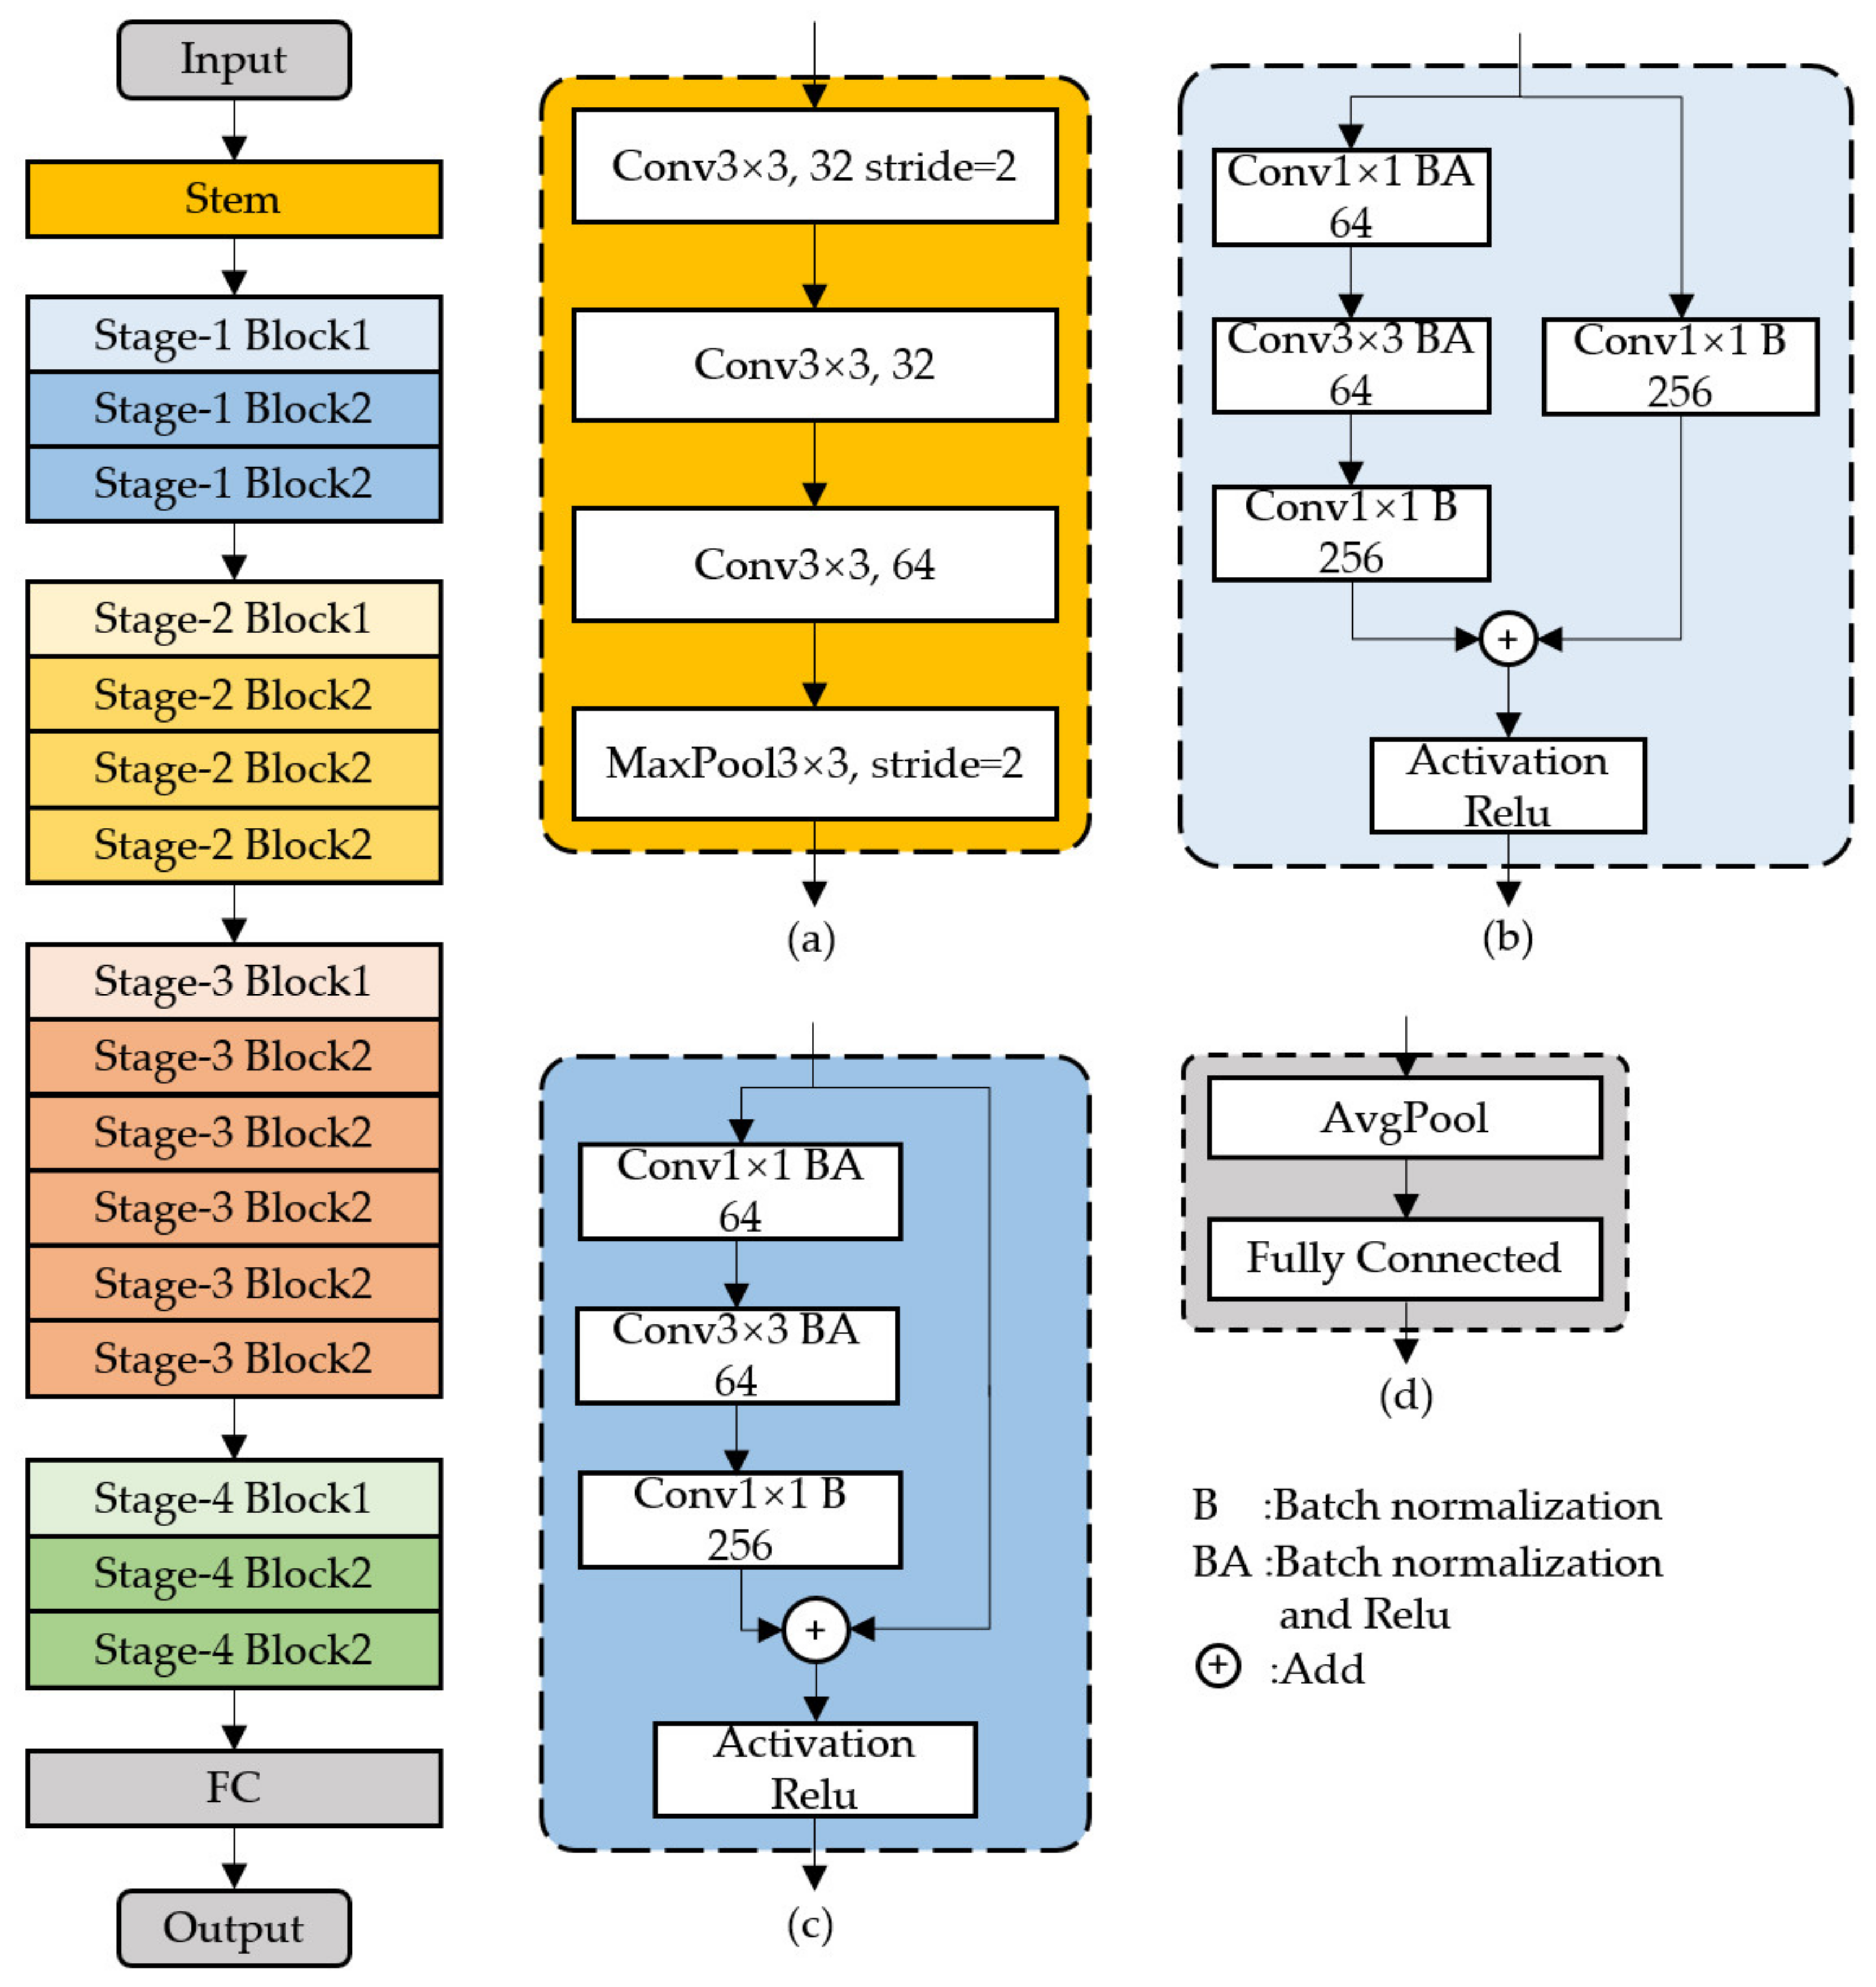 Input
Stem
Stage-1 Block1
Stage-1 Block2
Stage-1 Block2
Stage-2 Block1
Stage-2 Block2
Stage-2 Block2
Stage-2 Block2
Stage-3 Block1
Stage-3 Block2
Stage-3 Block2
Stage-3 Block2
Stage-3 Block2
Stage-3 Block2
Stage-4 Block1
Stage-4 Block2
Stage-4 Block2
FC
Output
Conv3×3, 32 stride=2
Conv3×3, 32
Conv3×3, 64
MaxPool3×3, stride=2
(a)
Conv1×1 BA
64
Conv3×3 BA
64
Conv1×1 B
256
Conv1×1 B
256
+
Activation
Relu
(b)
Conv1×1 BA
64
Conv3×3 BA
64
Conv1×1 B
256
+
Activation
Relu
(c)
AvgPool
Fully Connected
(d)
B :Batch normalization
BA :Batch normalization
and Relu
+ :Add